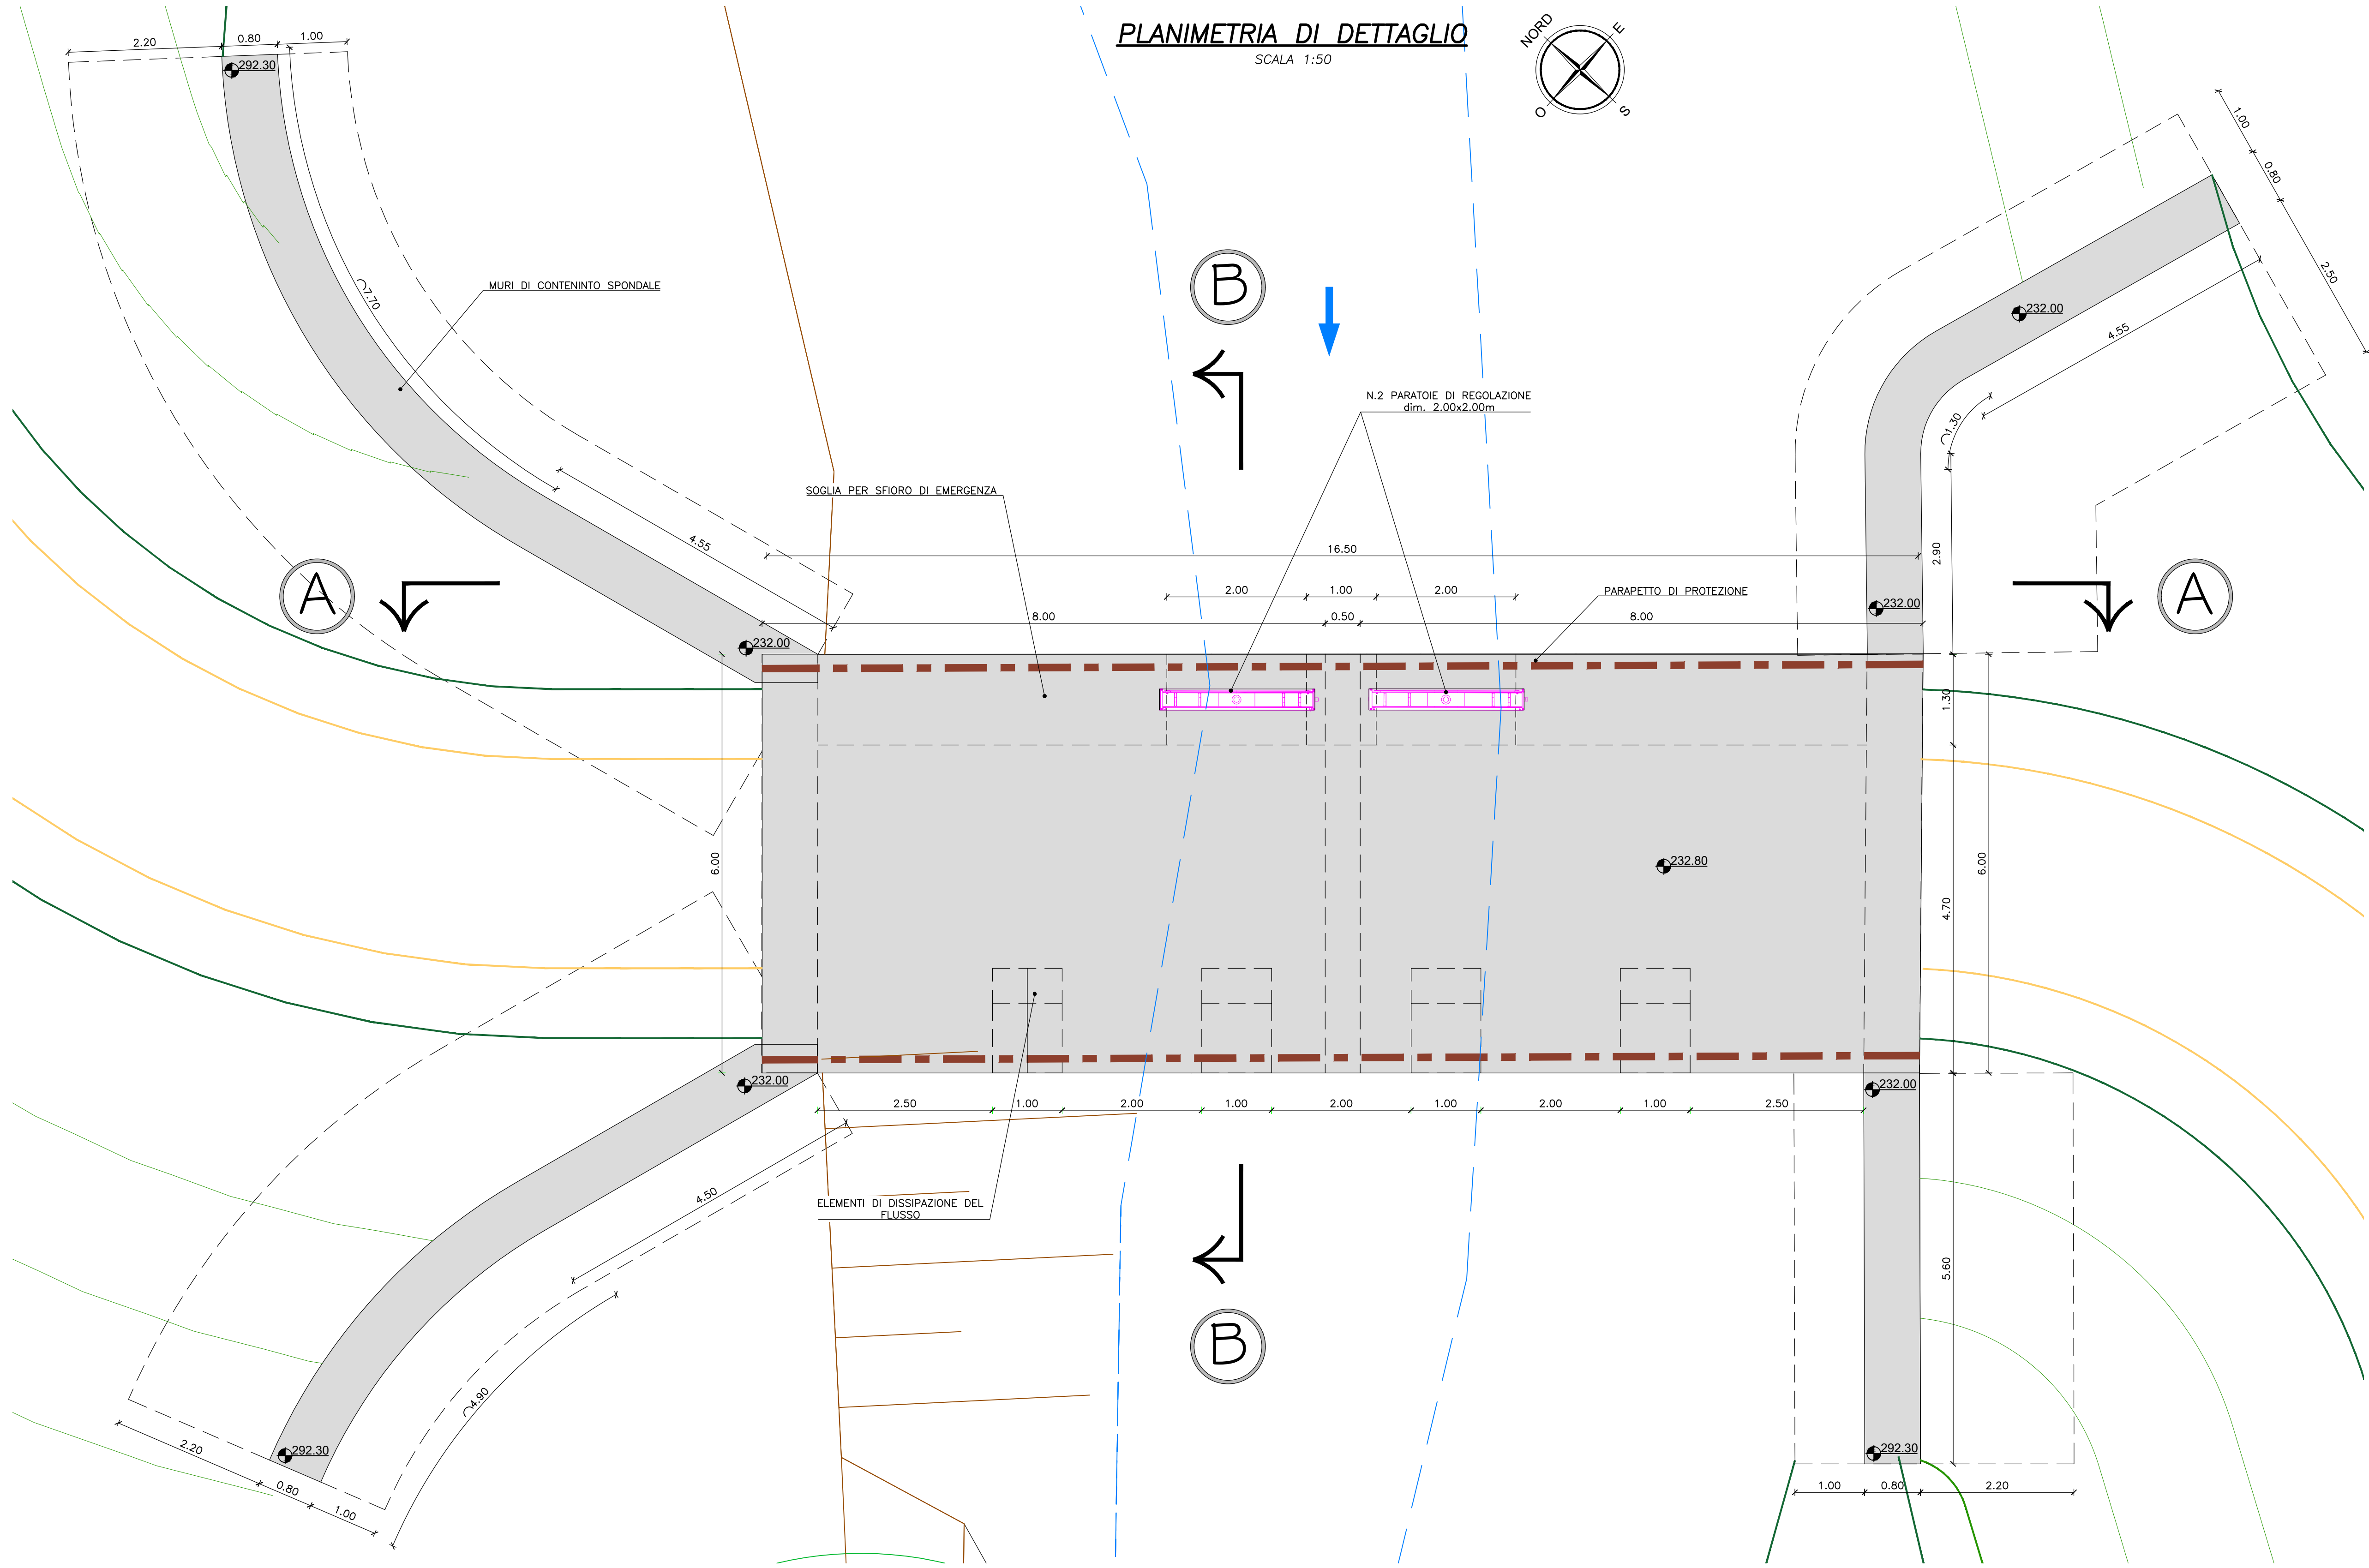 PLANIMETRIA DI DETTAGLIO
SCALA 1:50
NORD
E
O
S
2.20
0.80
1.00
292.30
7.70
MURI DI CONTENINTO SPONDALE
B
1.00
0.80
2.50
232.00
4.55
1.30
N.2 PARATOIE DI REGOLAZIONE
dim. 2.00x2.00m
SOGLIA PER SFIORO DI EMERGENZA
4.55
16.50
2.90
A
A
2.00
1.00
2.00
PARAPETTO DI PROTEZIONE
232.00
8.00
0.50
8.00
232.00
1.30
6.00
232.80
6.00
4.70
232.00
232.00
2.50
1.00
2.00
1.00
2.00
1.00
2.00
1.00
2.50
4.50
ELEMENTI DI DISSIPAZIONE DEL
FLUSSO
5.60
B
4.90
2.20
292.30
0.80
1.00
292.30
1.00
0.80
2.20